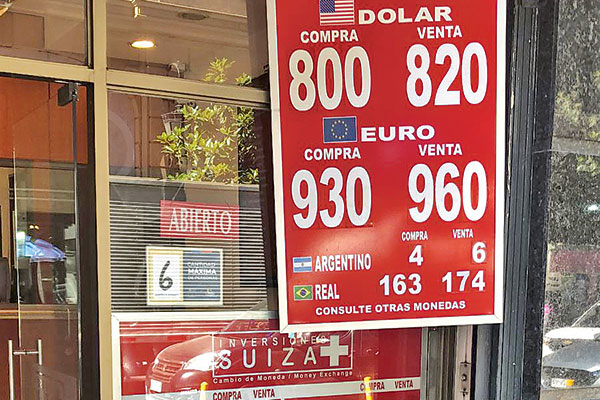 DOLAR
COMPRA VENTA
800 820
EURO
COMPRA VENTA
930 960
COMPRA VENTA
ARGENTINO 4 6
REAL 163 174
CONSULTE OTRAS MONEDAS
ABIERTO
6
MAXIMA
INVERSIONES
SUIZA
Cambio de Moneda / Money Exchange
COMPRA VENTA COMPRA VENTA